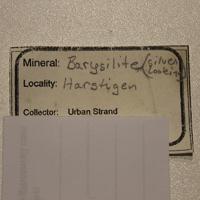 Mineral: Barysilite (silver looking)
Locality: Harstigen
Collector: Urban Strand